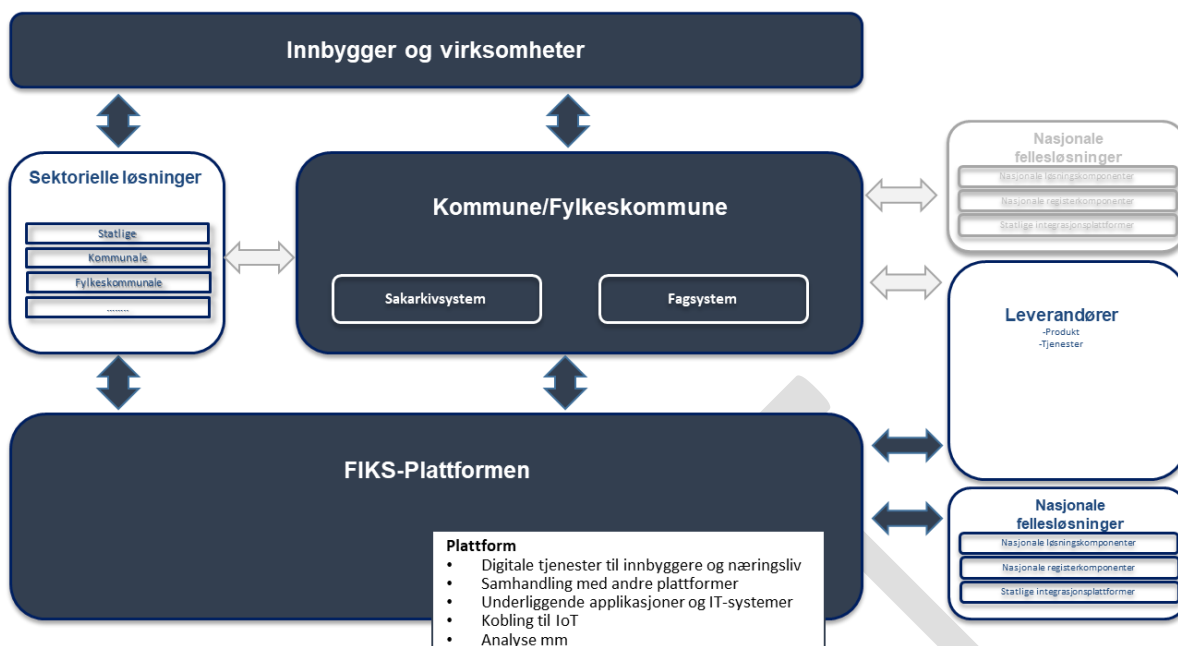 Innbygger og virksomheter
Sektorielle løsninger
Statlige
Kommunale
Fylkeskommunale
........
Kommune/Fylkeskommune
Sakarkivsystem
Fagsystem
Nasjonale
fellesløsninger
Nasjonale løsningskomponenter
Nasjonale registerkomponenter
Statlige integrasjonsplattformer
Leverandører
-Produkt
-Tjenester
FIKS-Plattformen
Plattform
• Digitale tjenester til innbyggere og næringsliv
• Samhandling med andre plattformer
• Underliggende applikasjoner og IT-systemer
• Kobling til IoT
• Analyse mm
Nasjonale
fellesløsninger
Nasjonale løsningskomponenter
Nasjonale registerkomponenter
Statlige integrasjonsplattformer